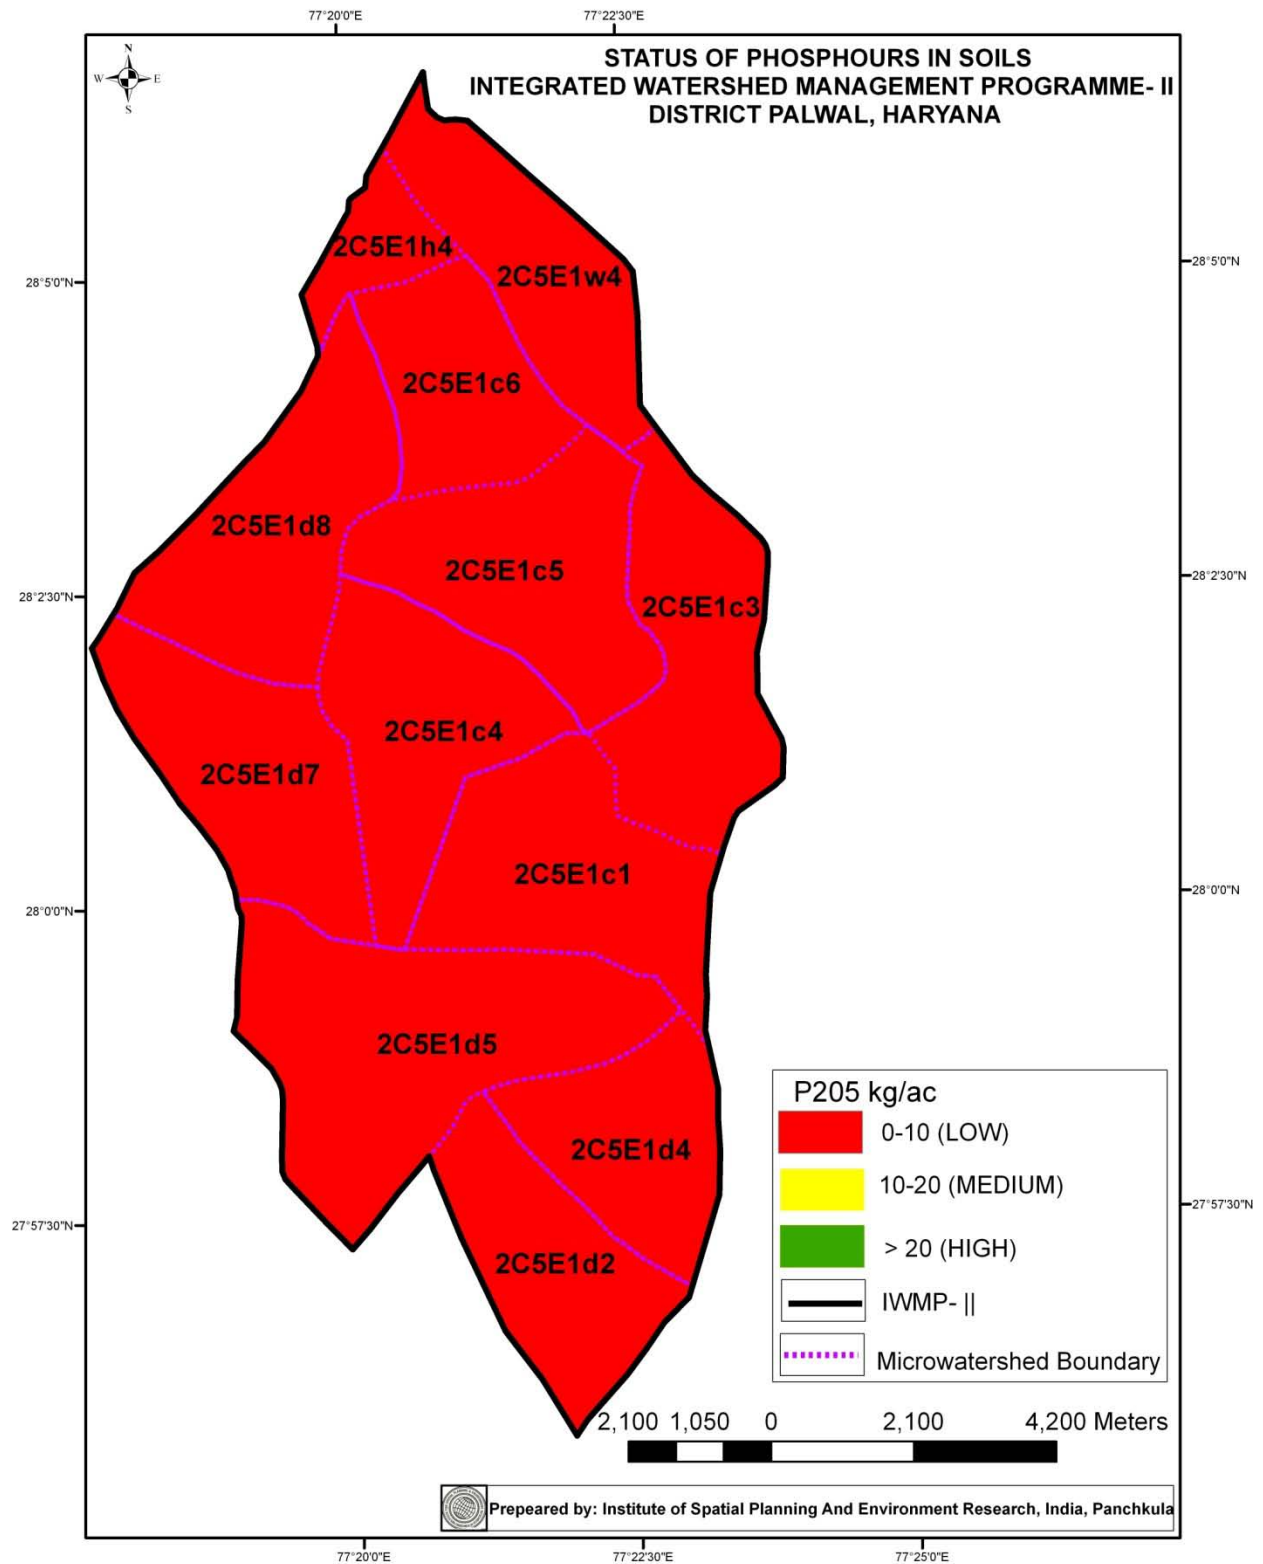 77°20'0"E
77°22'30"E
STATUS OF PHOSPHOURS IN SOILS
INTEGRATED WATERSHED MANAGEMENT PROGRAMME- II
DISTRICT PALWAL, HARYANA
N
W E
S
2C5E1h4
2C5E1w4
28°5'0"N
28°5'0"N
2C5E1c6
2C5E1d8
2C5E1c5
28°2'30"N
28°2'30"N
2C5E1c3
2C5E1c4
2C5E1d7
2C5E1c1
28°0'0"N
28°0'0"N
2C5E1d5
2C5E1d4
27°57'30"N
27°57'30"N
2C5E1d2
P205 kg/ac
0-10 (LOW)
10-20 (MEDIUM)
> 20 (HIGH)
IWMP- ||
Microwatershed Boundary
2,100 1,050 0 2,100 4,200 Meters
Prepeared by: Institute of Spatial Planning And Environment Research, India, Panchkula
77°20'0"E
77°22'30"E
77°25'0"E